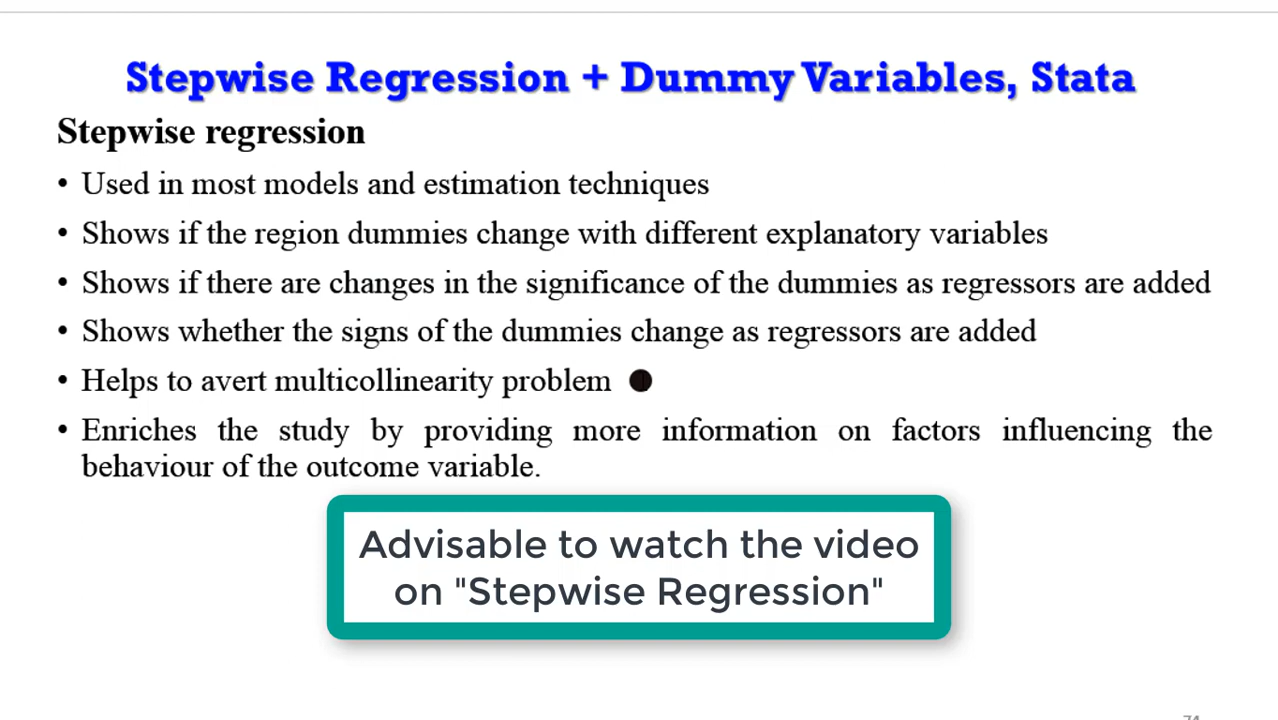 Stepwise Regression + Dummy Variables, Stata
Stepwise regression
• Used in most models and estimation techniques
• Shows if the region dummies change with different explanatory variables
• Shows if there are changes in the significance of the dummies as regressors are added
• Shows whether the signs of the dummies change as regressors are added
• Helps to avert multicollinearity problem
• Enriches the study by providing more information on factors influencing the
behaviour of the outcome variable.
Advisable to watch the video
on "Stepwise Regression"